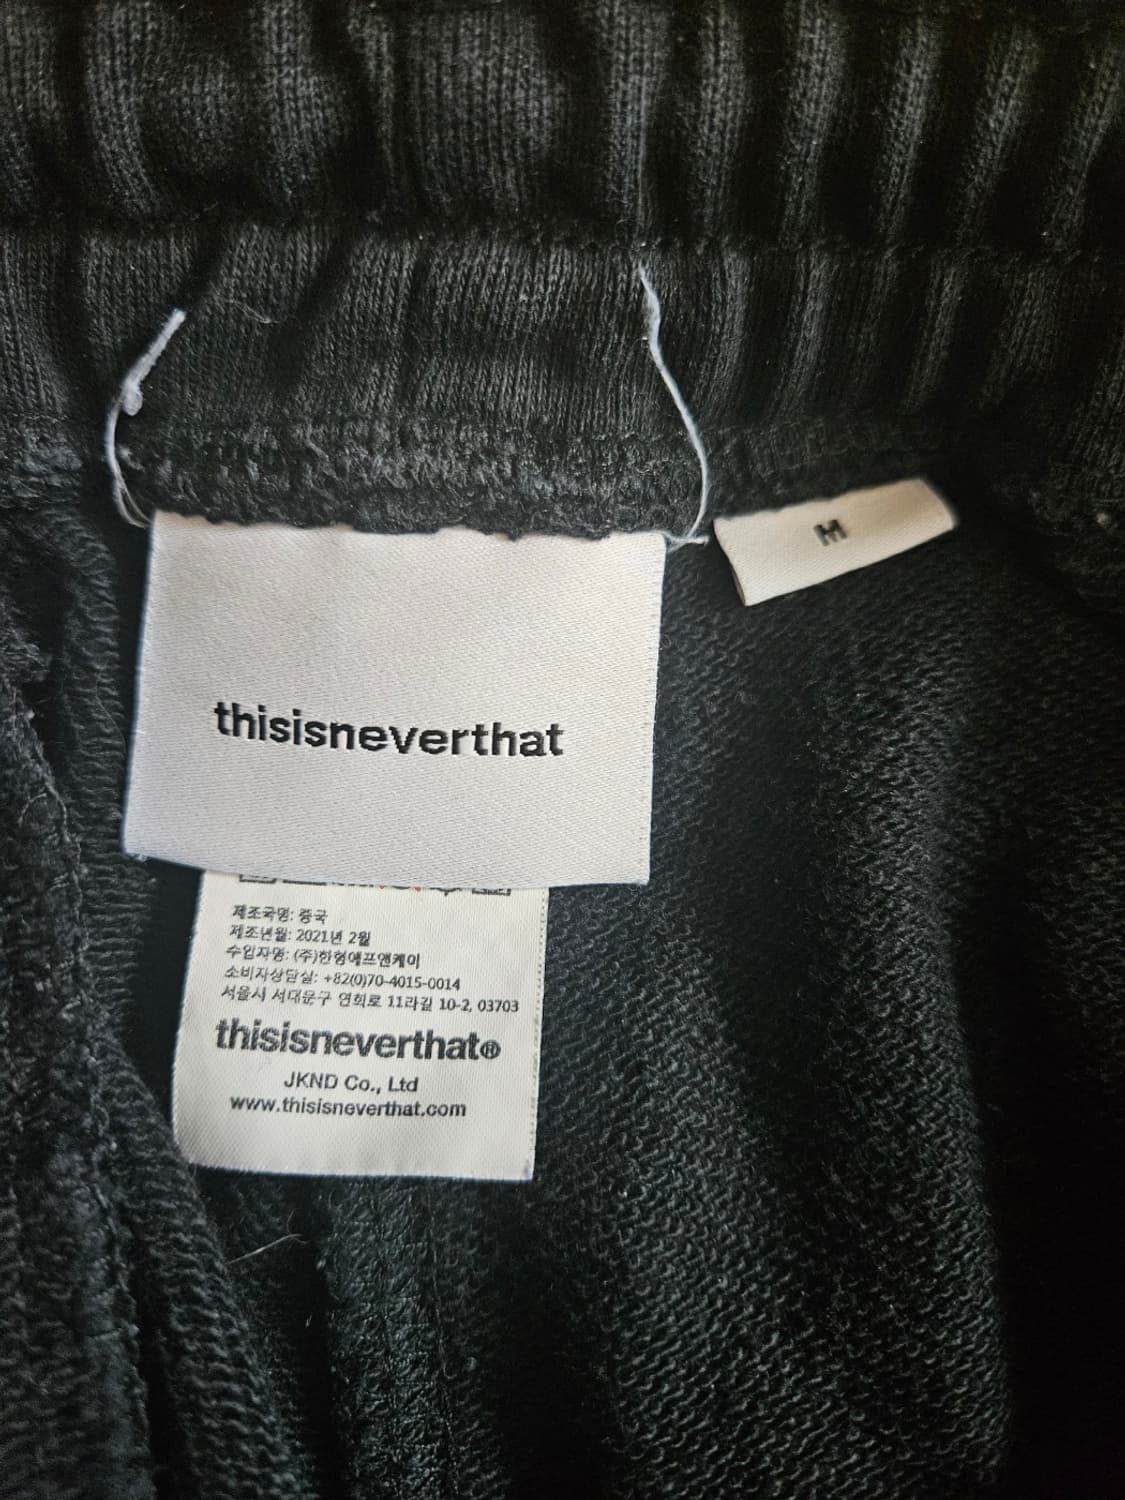 M
thisisneverthat
제조국명: 중국
제조년월: 2021년 2월
수입자명: (주)한형에프앤케이
소비자상담실: +82(0)70-4015-0014
서울시 서대문구 연희로 11라길 10-2, 03703
thisisneverthat®
JKND Co., Ltd
www.thisisneverthat.com